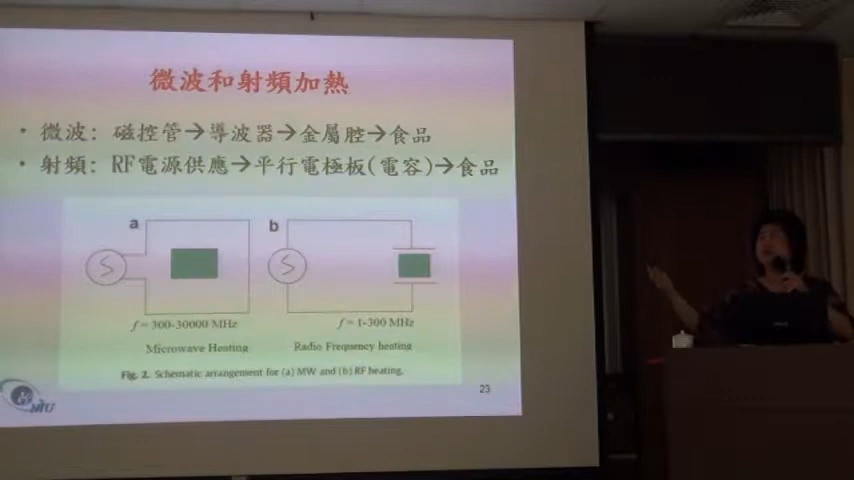 微波和射頻加熱
• 微波: 磁控管→導波器→金屬腔→食品
• 射頻: RF電源供應→平行電極板(電容)→食品
a
b
f = 300-30000 MHz
f = 1-300 MHz
Microwave Heating
Radio Frequency heating
Fig. 2. Schematic arrangement for (a) MW and (b) RF heating.
23